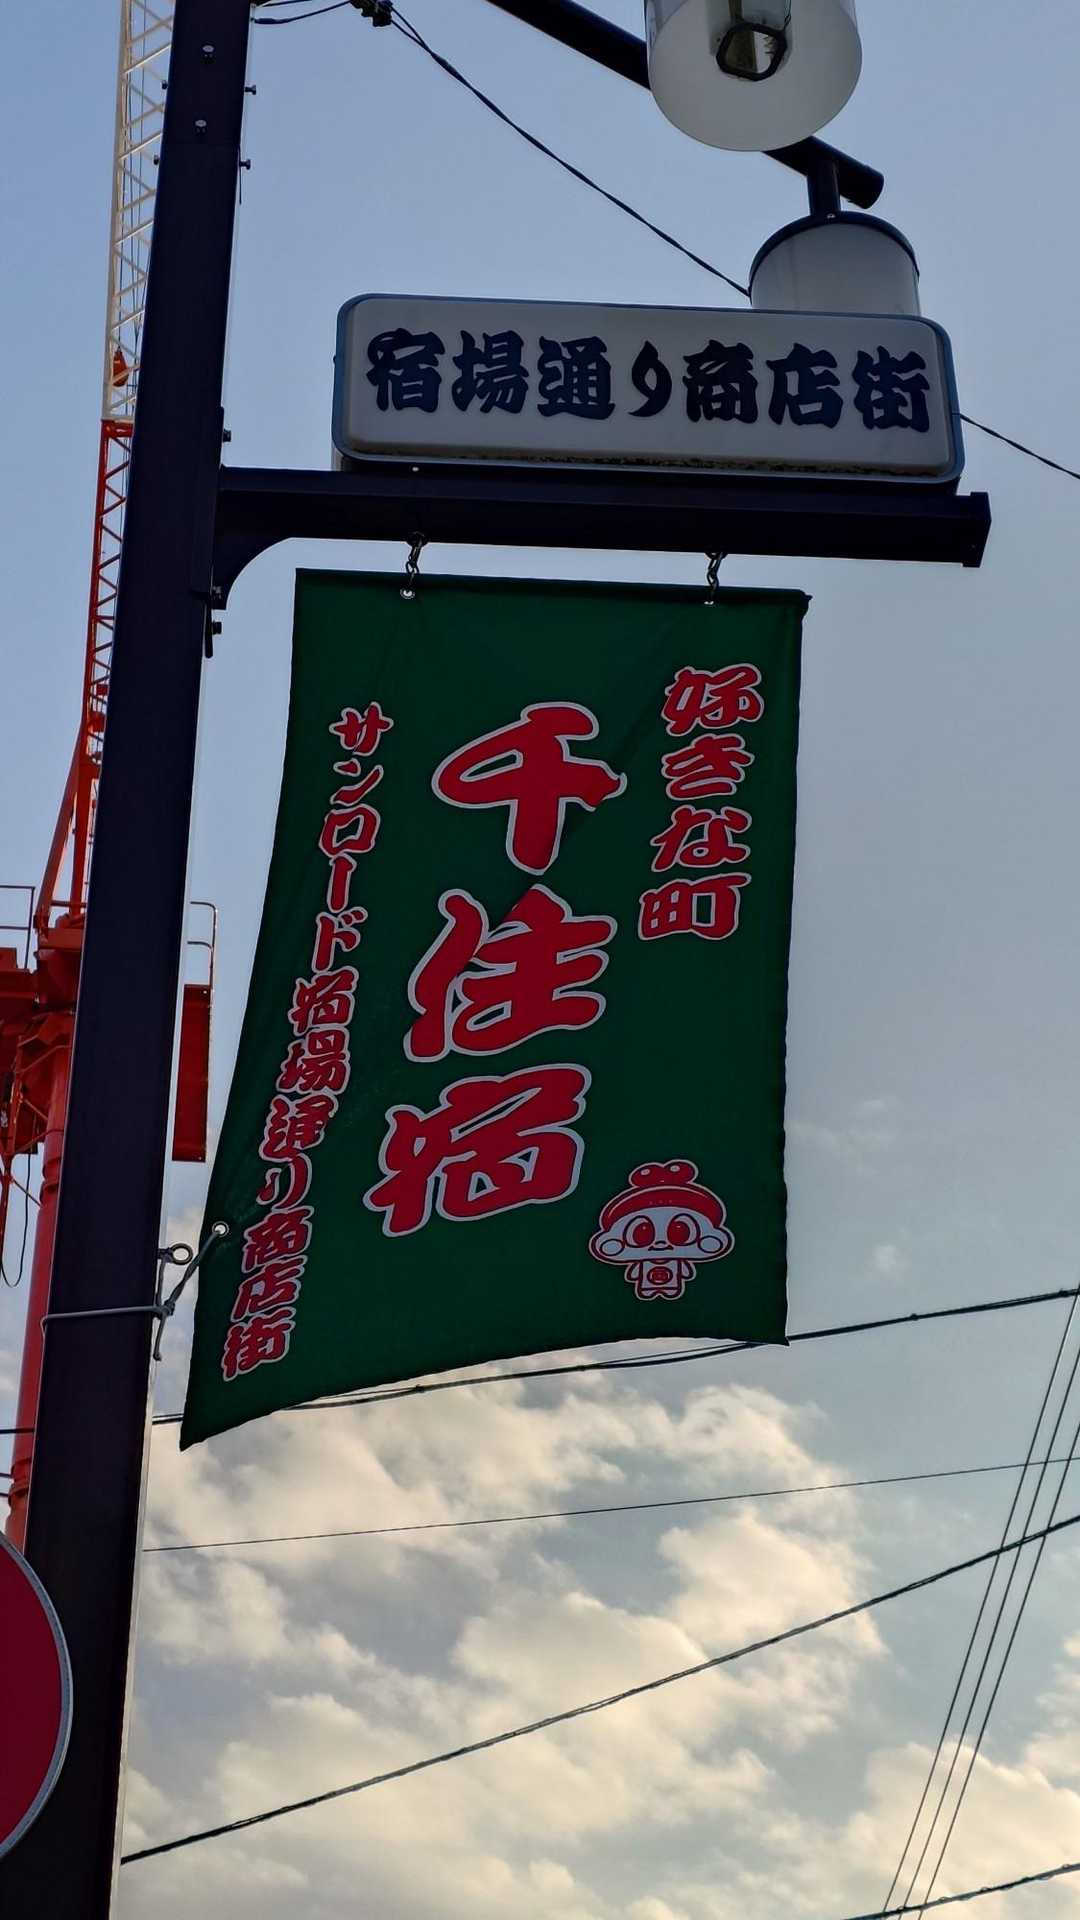 宿場通り商店街
好きな町
千住宿
サンロード宿場通り商店街